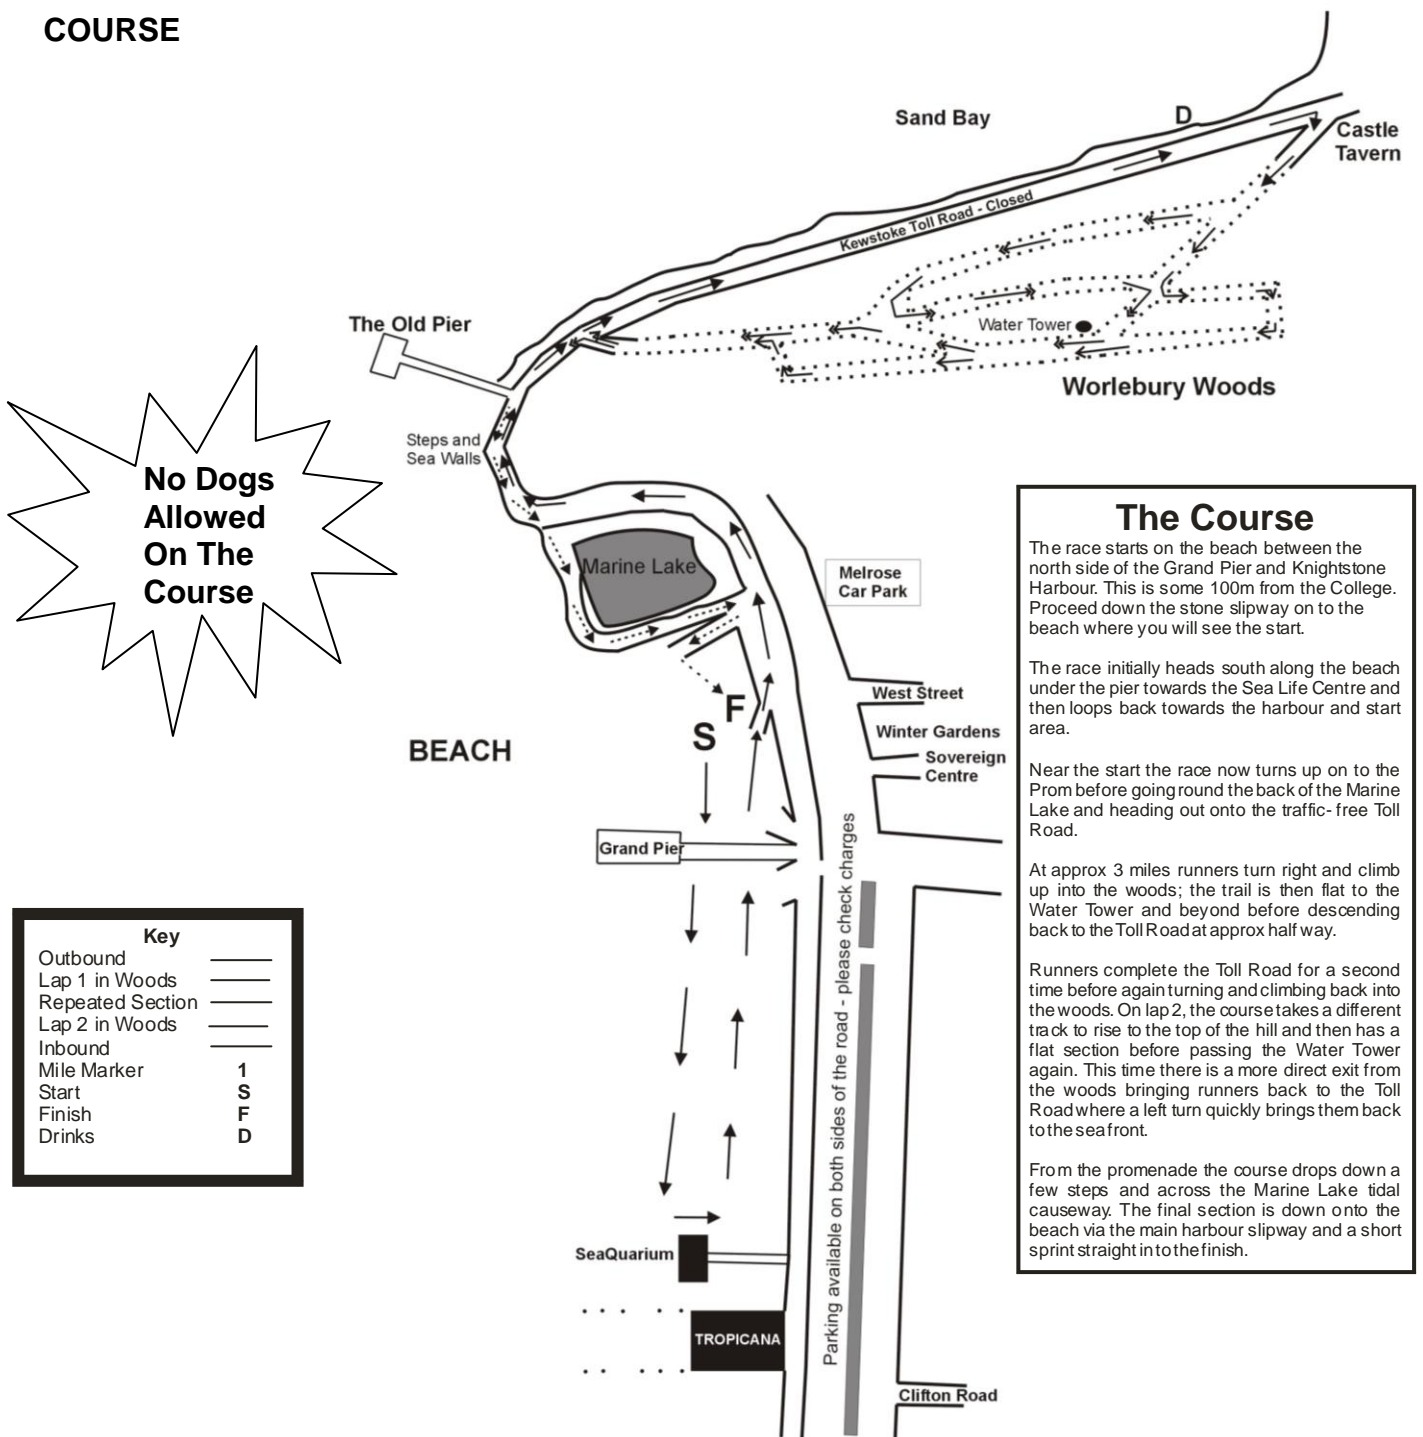 COURSE
Sand Bay
D
Castle
Tavern
Kewstoke Toll Road - Closed
The Old Pier
Water Tower
Worlebury Woods
Steps and
Sea Walls
No Dogs
Allowed
On The
Course
Marine Lake
Melrose
Car Park
West Street
F
S
Winter Gardens
BEACH
Sovereign
Centre
Grand Pier
Parking available on both sides of the road - please check charges
SeaQuarium
TROPICANA
Clifton Road
Key
Outbound
Lap 1 in Woods
Repeated Section
Lap 2 in Woods
Inbound
Mile Marker 1
Start S
Finish F
Drinks D
The Course
The race starts on the beach between the
north side of the Grand Pier and Knightstone
Harbour. This is some 100m from the College.
Proceed down the stone slipway on to the
beach where you will see the start.
The race initially heads south along the beach
under the pier towards the Sea Life Centre and
then loops back towards the harbour and start
area.
Near the start the race now turns up on to the
Prom before going round the back of the Marine
Lake and heading out onto the traffic- free Toll
Road.
At approx 3 miles runners turn right and climb
up into the woods; the trail is then flat to the
Water Tower and beyond before descending
back to the Toll Road at approx half way.
Runners complete the Toll Road for a second
time before again turning and climbing back into
the woods. On lap 2, the course takes a different
track to rise to the top of the hill and then has a
flat section before passing the Water Tower
again. This time there is a more direct exit from
the woods bringing runners back to the Toll
Road where a left turn quickly brings them back
to the sea front.
From the promenade the course drops down a
few steps and across the Marine Lake tidal
causeway. The final section is down onto the
beach via the main harbour slipway and a short
sprint straight in to the finish.